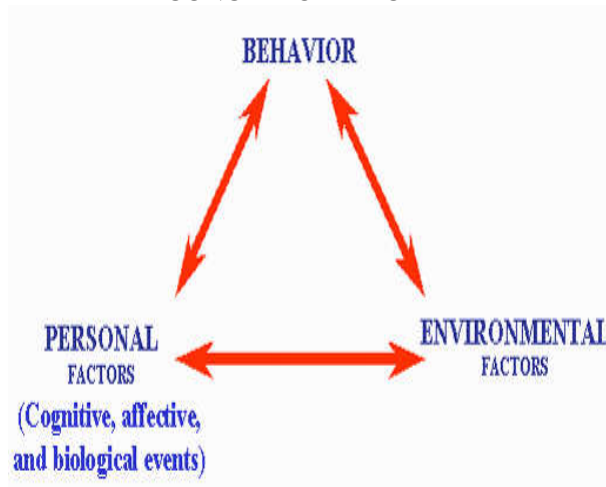 BEHAVIOR
PERSONAL
FACTORS
(Cognitive, affective,
and biological events)
ENVIRONMENTAL
FACTORS